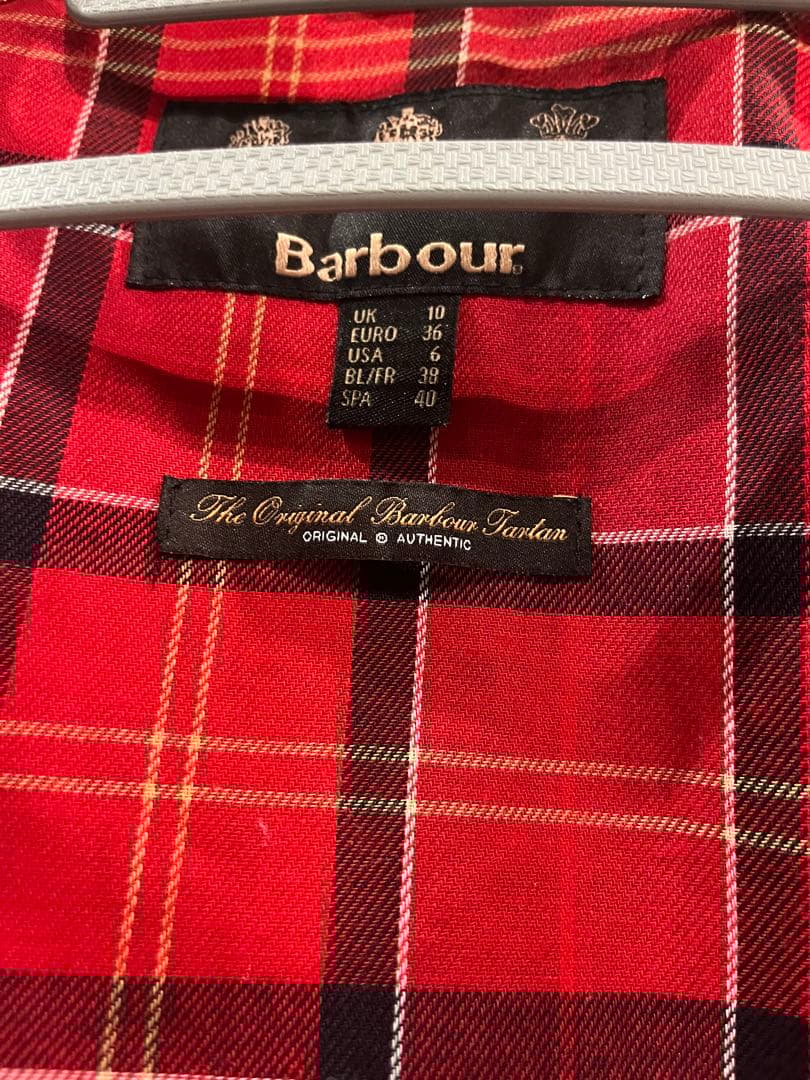 Barbour
UK 10
EURO 36
USA 6
BL/FR 38
SPA 40
The Original Barbour Tartan
ORIGINAL ® AUTHENTIC